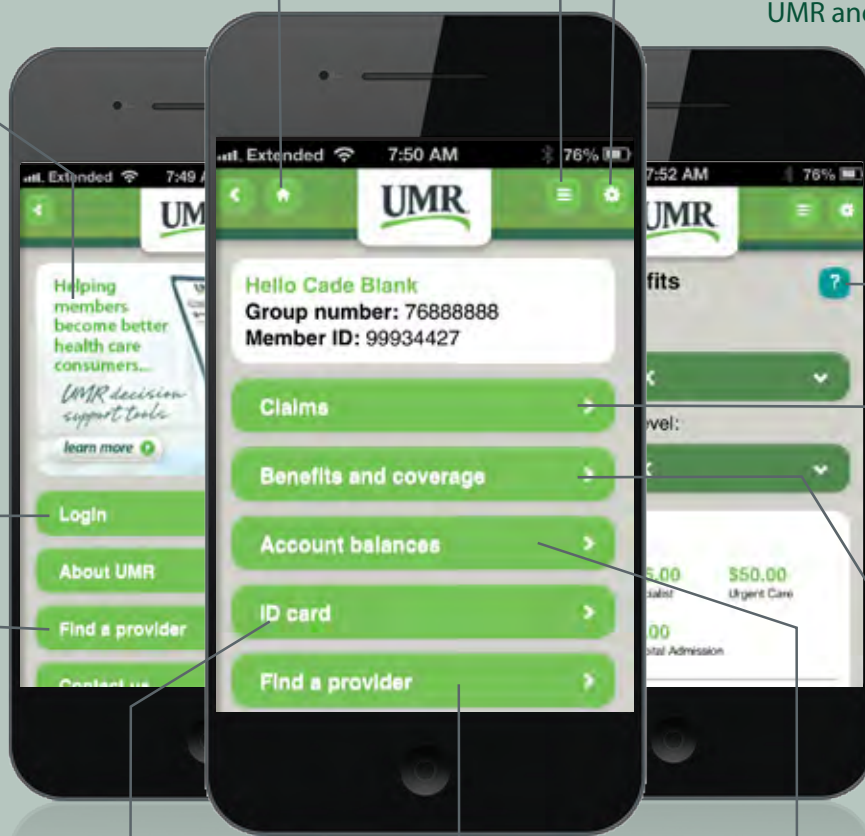 UMR and
Extended 7:49
UM
Helping
members
become better
health care
consumers...
UMR decision
support tools
learn more
Login
About UMR
Find a provider
Contact us
Extended 7:50 AM 76%
UMR
Hello Cade Blank
Group number: 76888888
Member ID: 99934427
Claims
Benefits and coverage
Account balances
ID card
Find a provider
7:52 AM 76%
UMR
fits
?
vel:
$50.00
Urgent Care
.00
Admission